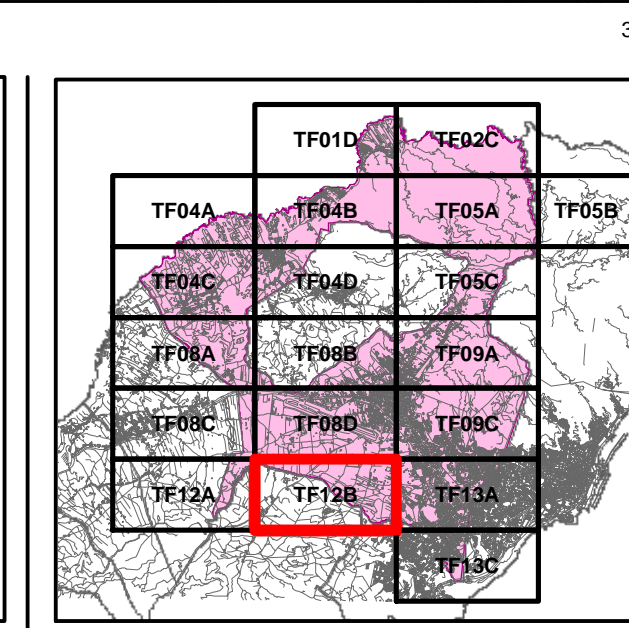 3
TF01D TF02C
TF04A TF04B TF05A TF05B
TF04C TF04D TF05C
TF08A TF08B TF09A
TF08C TF08D TF09C
TF12A TF12B TF13A
TF13C